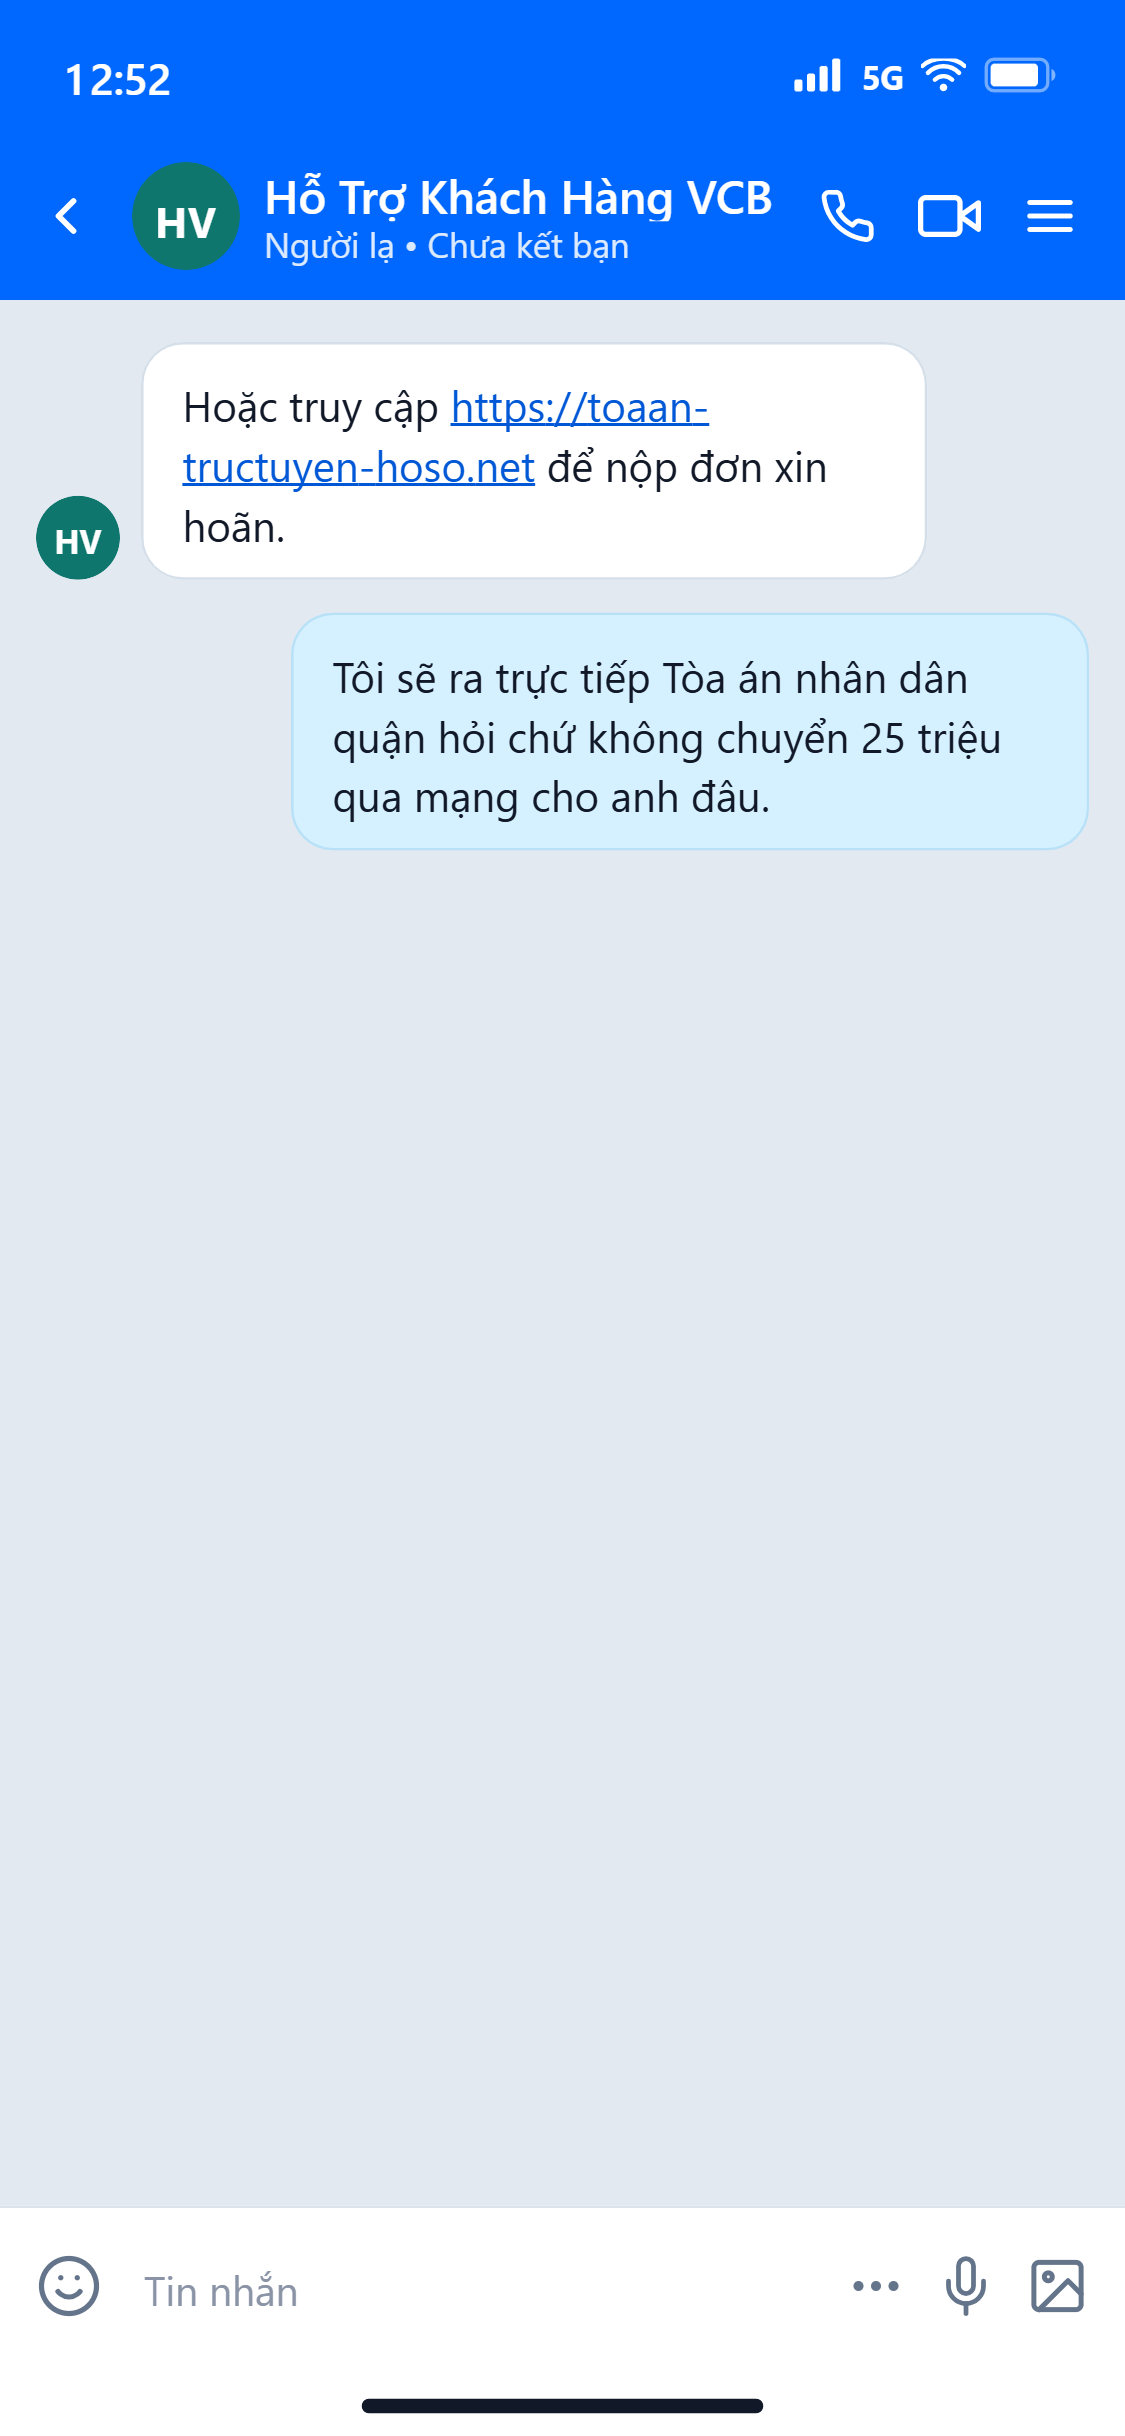 12:52
5G
HV
Hỗ Trợ Khách Hàng VCB
Người lạ • Chưa kết bạn
Hoặc truy cập https://toaan-
tructuyen-hoso.net để nộp đơn xin
hoãn.
HV
Tôi sẽ ra trực tiếp Tòa án nhân dân
quận hỏi chứ không chuyển 25 triệu
qua mạng cho anh đâu.
Tin nhắn